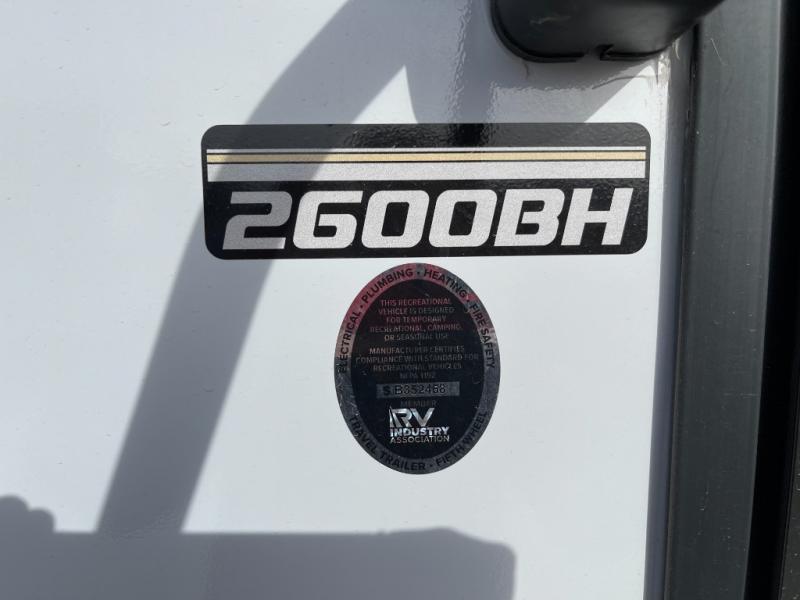 2600BH
ELECTRICAL • PLUMBING • HEATING • FIRE SAFETY
THIS RECREATIONAL
VEHICLE IS DESIGNED
FOR TEMPORARY
RECREATIONAL, CAMPING,
OR SEASONAL USE
MANUFACTURER CERTIFIES
COMPLIANCE WITH STANDARD FOR
RECREATIONAL VEHICLES
NFPA 1192
MEMBER
RV
INDUSTRY
ASSOCIATION
TRAVEL TRAILER • FIFTH WHEEL